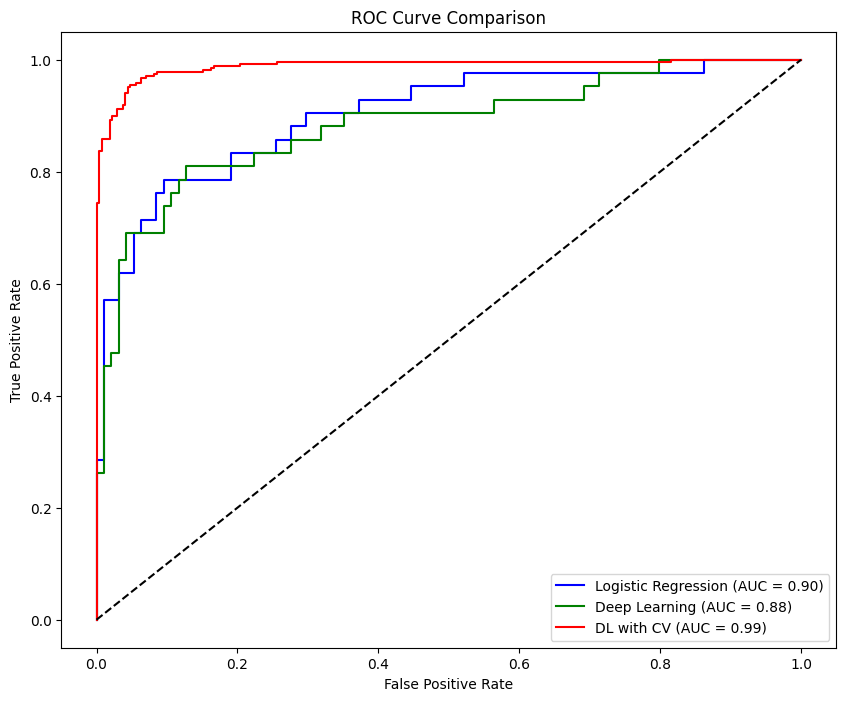 ROC Curve Comparison
1.0
0.8
0.6
0.4
0.2
0.0
True Positive Rate
0.0 0.2 0.4 0.6 0.8 1.0
False Positive Rate
Logistic Regression (AUC = 0.90)
Deep Learning (AUC = 0.88)
DL with CV (AUC = 0.99)